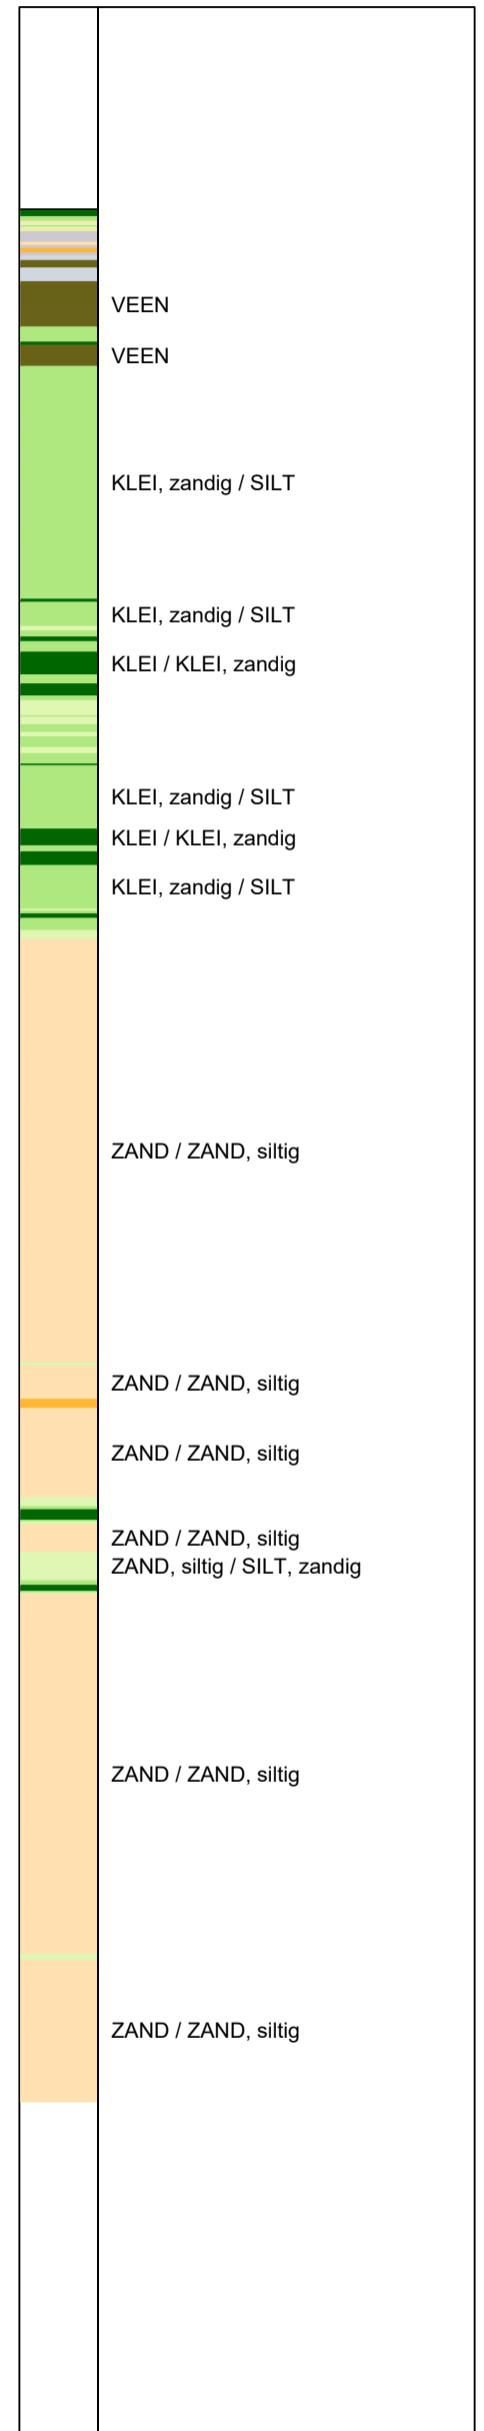 VEEN
VEEN
KLEI, zandig / SILT
KLEI, zandig / SILT
KLEI / KLEI, zandig
KLEI, zandig / SILT
KLEI / KLEI, zandig
KLEI, zandig / SILT
ZAND / ZAND, siltig
ZAND / ZAND, siltig
ZAND / ZAND, siltig
ZAND / ZAND, siltig
ZAND, siltig / SILT, zandig
ZAND / ZAND, siltig
ZAND / ZAND, siltig